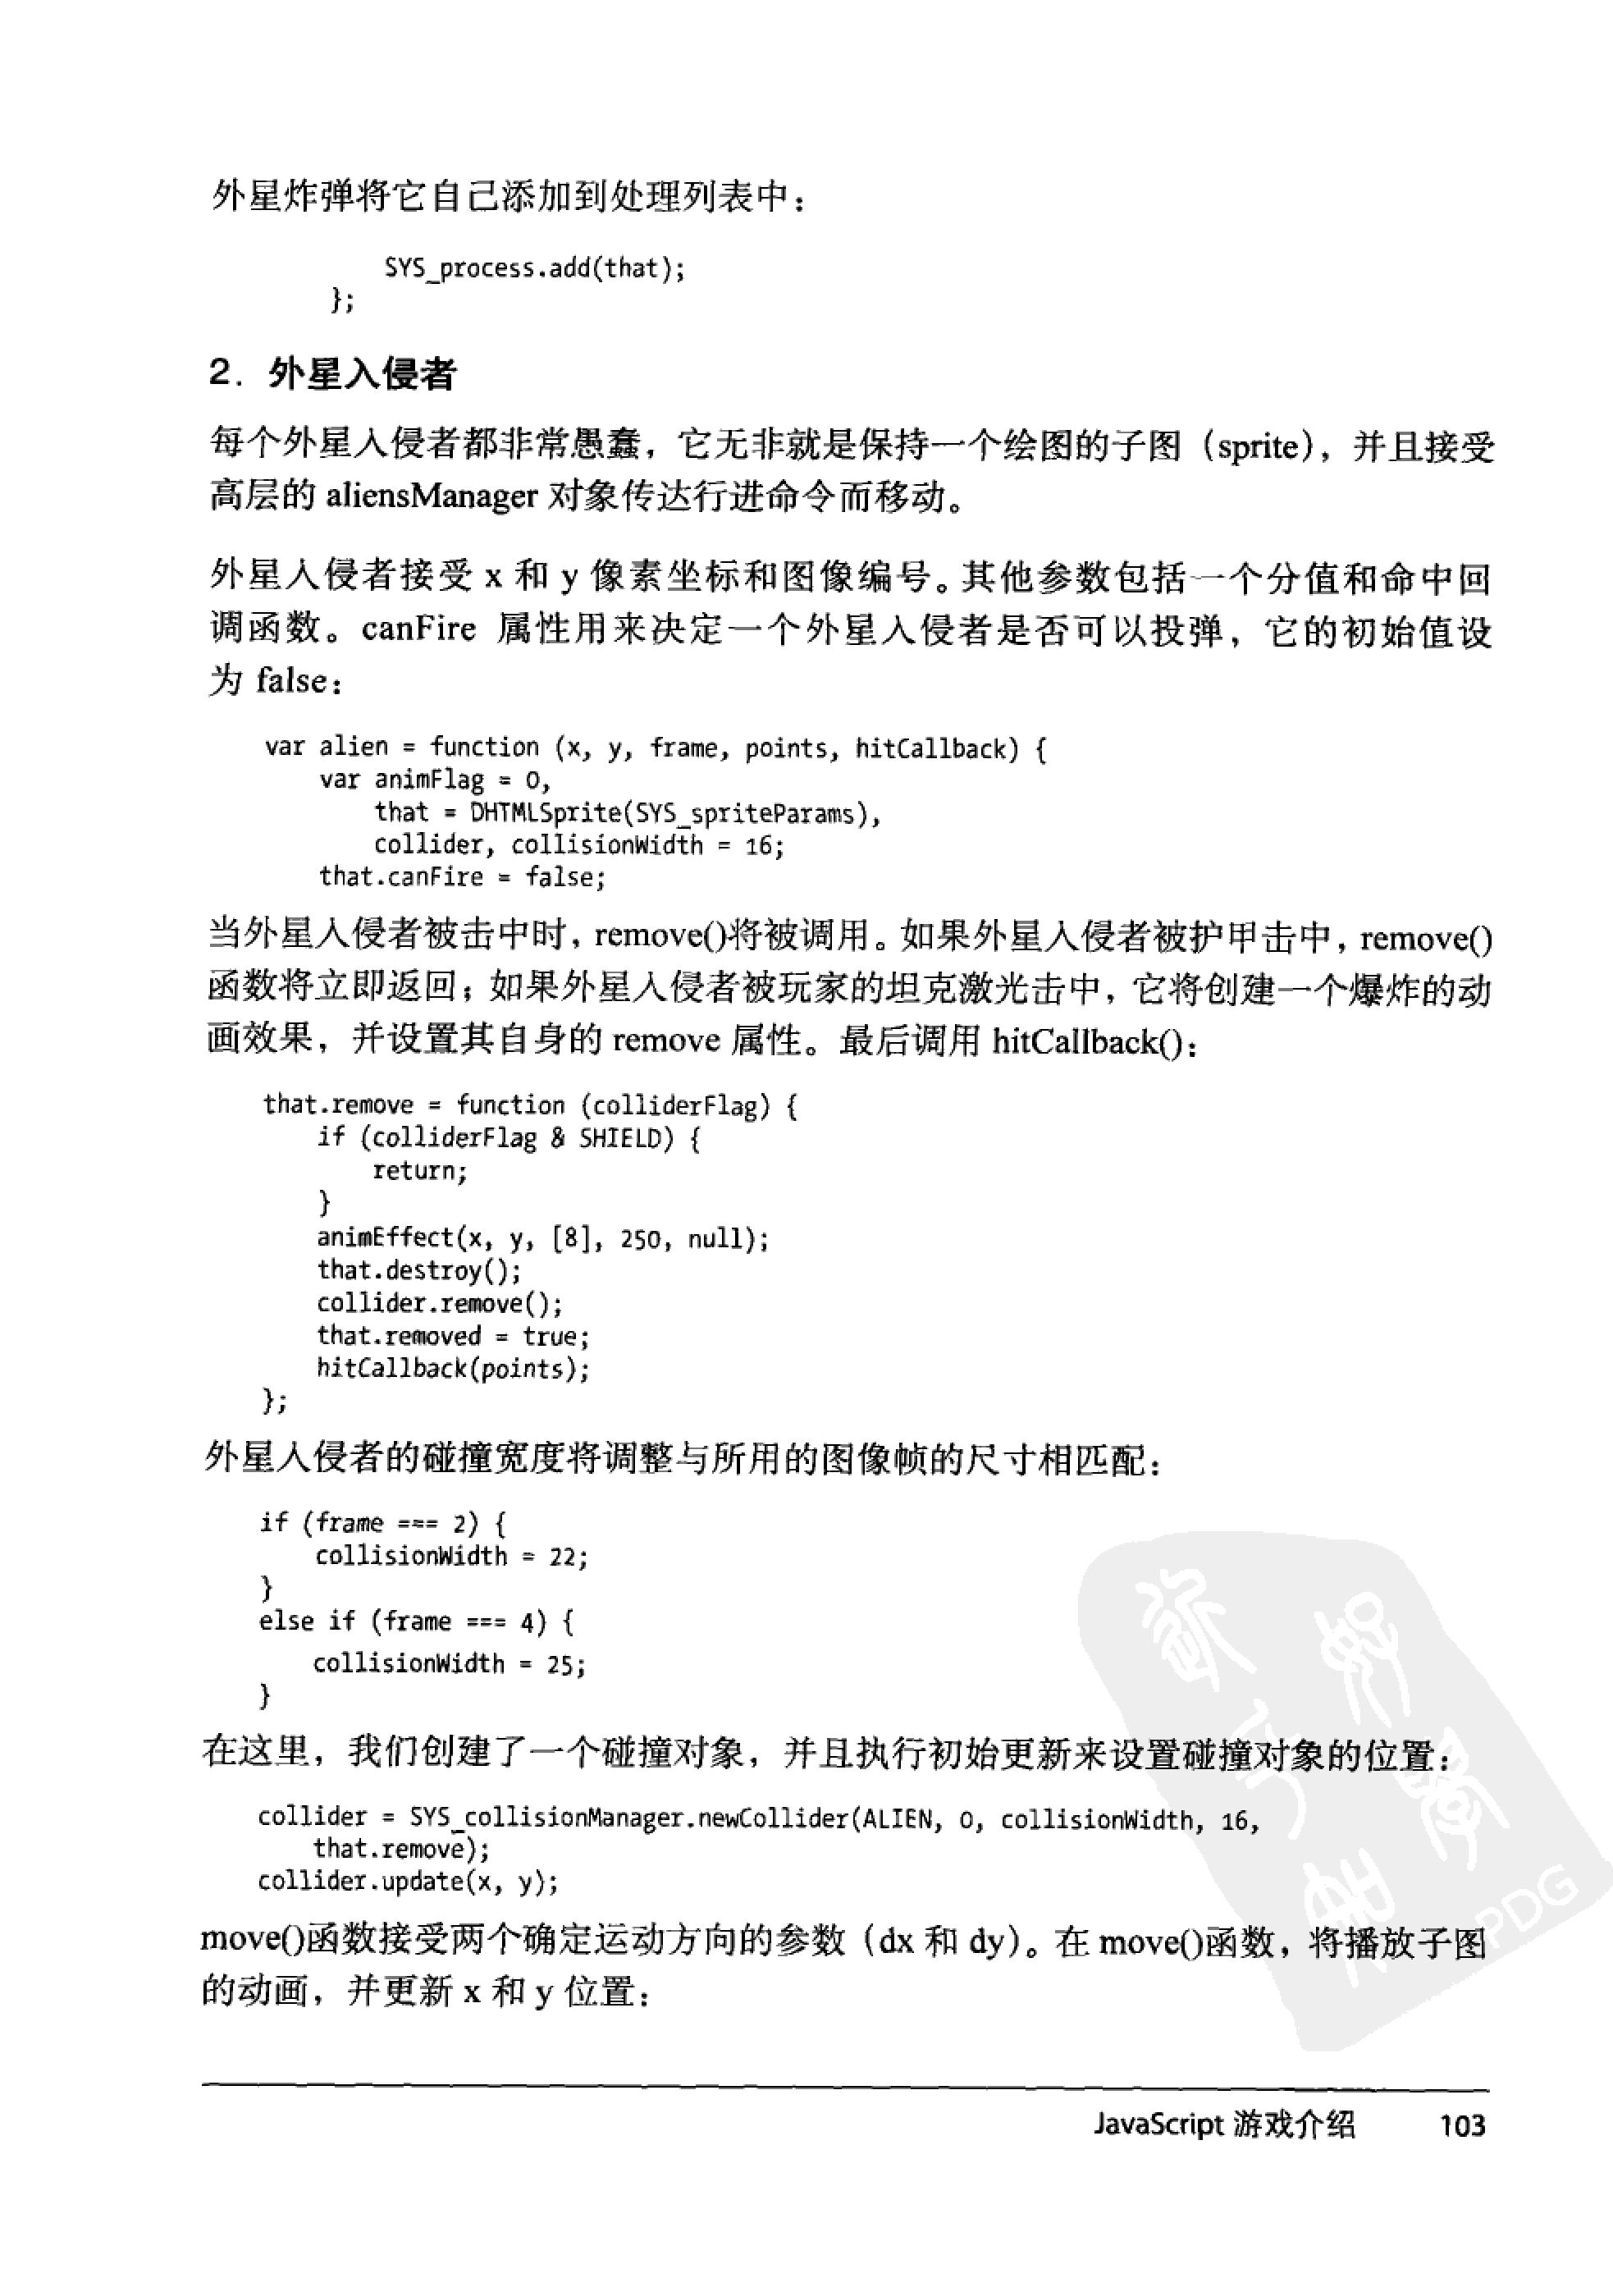 外星炸弹将它自己添加到处理列表中：
SYS_process.add(that);
};
2. 外星入侵者
每个外星入侵者都非常愚蠢，它无非就是保持一个绘图的子图（sprite），并且接受
高层的 aliensManager 对象传达行进命令而移动。
外星入侵者接受 x 和 y 像素坐标和图像编号。其他参数包括一个分值和命中回
调函数。canFire 属性用来决定一个外星入侵者是否可以投弹，它的初始值设
为 false：
var alien = function (x, y, frame, points, hitCallback) {
var animFlag = 0,
that = DHTMLSprite(SYS_spriteParams),
collider, collisionWidth = 16;
that.canFire = false;
当外星入侵者被击中时，remove()将被调用。如果外星入侵者被护甲击中，remove()
函数将立即返回；如果外星入侵者被玩家的坦克激光击中，它将创建一个爆炸的动
画效果，并设置其自身的 remove 属性。最后调用 hitCallback()：
that.remove = function (colliderFlag) {
if (colliderFlag & SHIELD) {
return;
}
animEffect(x, y, [8], 250, null);
that.destroy();
collider.remove();
that.removed = true;
hitCallback(points);
};
外星人侵者的碰撞宽度将调整与所用的图像帧的尺寸相匹配：
if (frame === 2) {
collisionWidth = 22;
}
else if (frame === 4) {
collisionWidth = 25;
}
在这里，我们创建了一个碰撞对象，并且执行初始更新来设置碰撞对象的位置：
collider = SYS_collisionManager.newCollider(ALIEN, 0, collisionWidth, 16,
that.remove);
collider.update(x, y);
move()函数接受两个确定运动方向的参数（dx 和 dy）。在 move()函数，将播放子图
的动画，并更新 x 和 y 位置：
PDG
JavaScript 游戏介绍 103